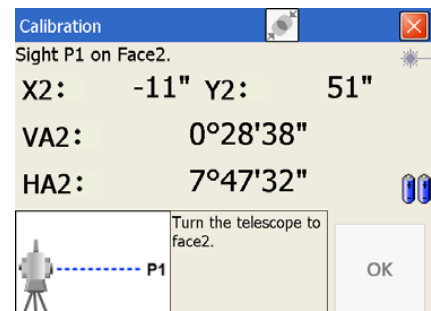 Calibration
Sight P1 on Face2.
X2: -11" Y2: 51"
VA2: 0°28'38"
HA2: 7°47'32"
Turn the telescope to
face2.
P1
OK